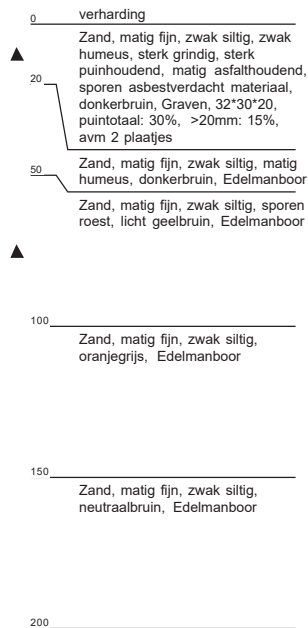 verharding
0
Zand, matig fijn, zwak siltig, zwak
humeus, sterk grindig, sterk
puinhoudend, matig asfalthoudend,
20
sporen asbestverdacht materiaal,
donkerbruin, Graven, 32*30*20,
puintotaal: 30%, >20mm: 15%,
avm 2 plaatjes
Zand, matig fijn, zwak siltig, matig
50
humeus, donkerbruin, Edelmanboor
Zand, matig fijn, zwak siltig, sporen
roest, licht geelbruin, Edelmanboor
100
Zand, matig fijn, zwak siltig,
oranjegrijs, Edelmanboor
150
Zand, matig fijn, zwak siltig,
neutraalbruin, Edelmanboor
200